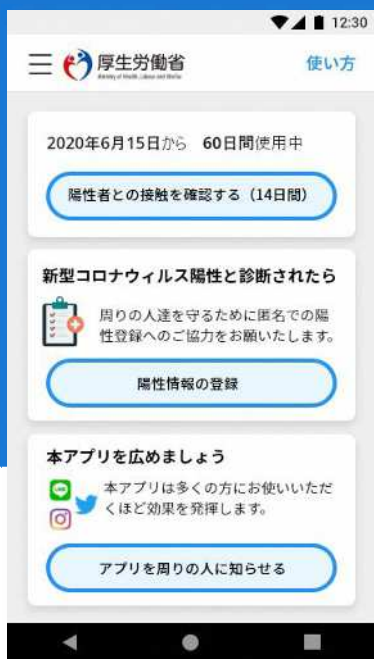 12:30
厚生労働省
Ministry of Health, Labour and Welfare
使い方
2020年6月15日から 60日間使用中
陽性者との接触を確認する（14日間）
新型コロナウィルス陽性と診断されたら
周りの人達を守るために匿名での陽
性登録へのご協力をお願いいたします。
陽性情報の登録
本アプリを広めましょう
本アプリは多くの方にお使いいただ
くほど効果を発揮します。
アプリを周りの人に知らせる